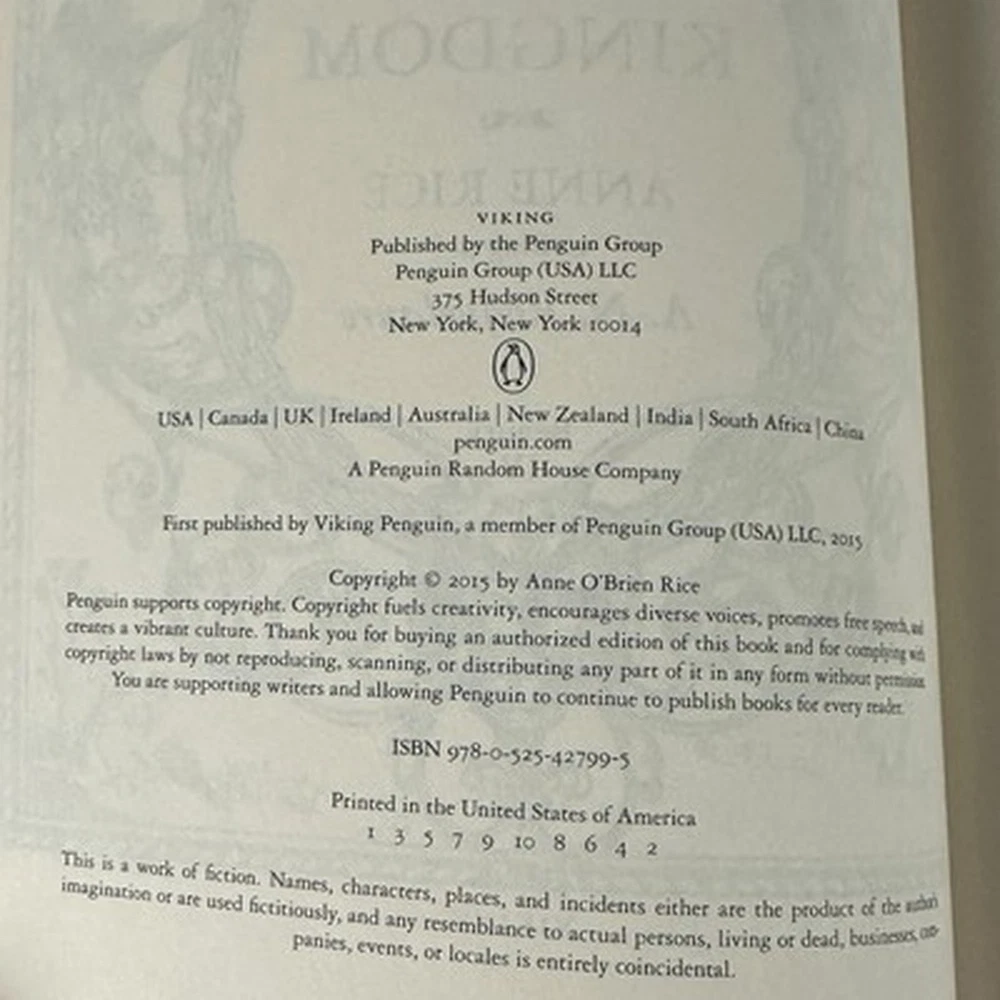 KINGDOM
ANNE RICE
VIKING
Published by the Penguin Group
Penguin Group (USA) LLC
375 Hudson Street
New York, New York 10014
USA | Canada | UK | Ireland | Australia | New Zealand | India | South Africa | China
penguin.com
A Penguin Random House Company
First published by Viking Penguin, a member of Penguin Group (USA) LLC, 2015
Copyright © 2015 by Anne O'Brien Rice
Penguin supports copyright. Copyright fuels creativity, encourages diverse voices, promotes free speech, and
creates a vibrant culture. Thank you for buying an authorized edition of this book and for complying with
copyright laws by not reproducing, scanning, or distributing any part of it in any form without permission.
You are supporting writers and allowing Penguin to continue to publish books for every reader.
ISBN 978-0-525-42799-5
Printed in the United States of America
1 3 5 7 9 10 8 6 4 2
This is a work of fiction. Names, characters, places, and incidents either are the product of the author's
imagination or are used fictitiously, and any resemblance to actual persons, living or dead, businesses, com-
panies, events, or locales is entirely coincidental.